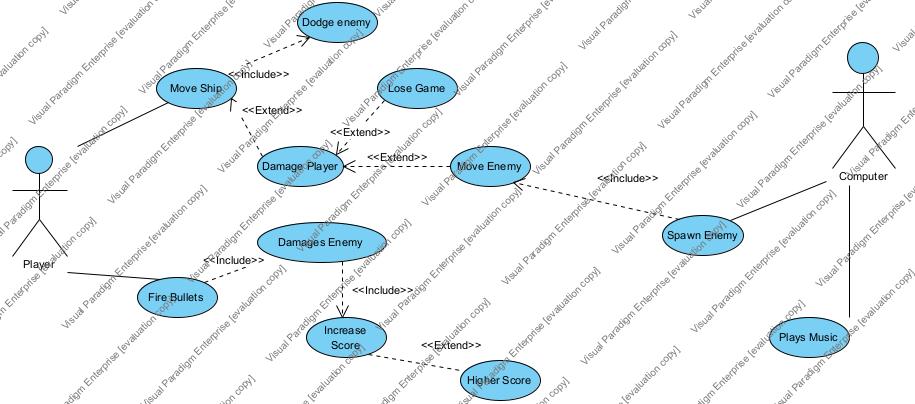 Dodge enemy
<<Include>>
Move Ship
Lose Game
<<Extend>>
<<Extend>>
Damage Player
<<Extend>>
Move Enemy
<<Include>>
Computer
Spawn Enemy
Damages Enemy
Player
<<Include>>
Fire Bullets
<<Include>>
Increase
Score
<<Extend>>
Higher Score
Plays Music
Visual Paradigm Enterprise [evaluation copy]